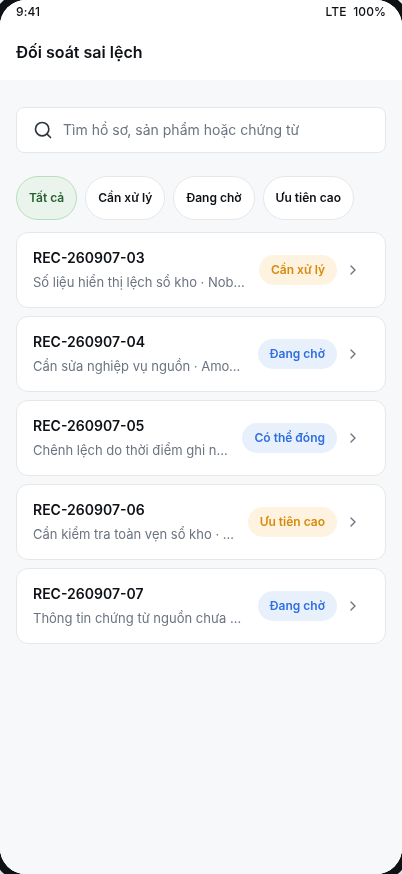 9:41 LTE 100%
Đối soát sai lệch
Tìm hồ sơ, sản phẩm hoặc chứng từ
Tất cả Cần xử lý Đang chờ Ưu tiên cao
REC-260907-03
Số liệu hiển thị lệch sổ kho · Nob...
Cần xử lý
REC-260907-04
Cần sửa nghiệp vụ nguồn · Amo...
Đang chờ
REC-260907-05
Chênh lệch do thời điểm ghi n...
Có thể đóng
REC-260907-06
Cần kiểm tra toàn vẹn sổ kho · ...
Ưu tiên cao
REC-260907-07
Thông tin chứng từ nguồn chưa ...
Đang chờ